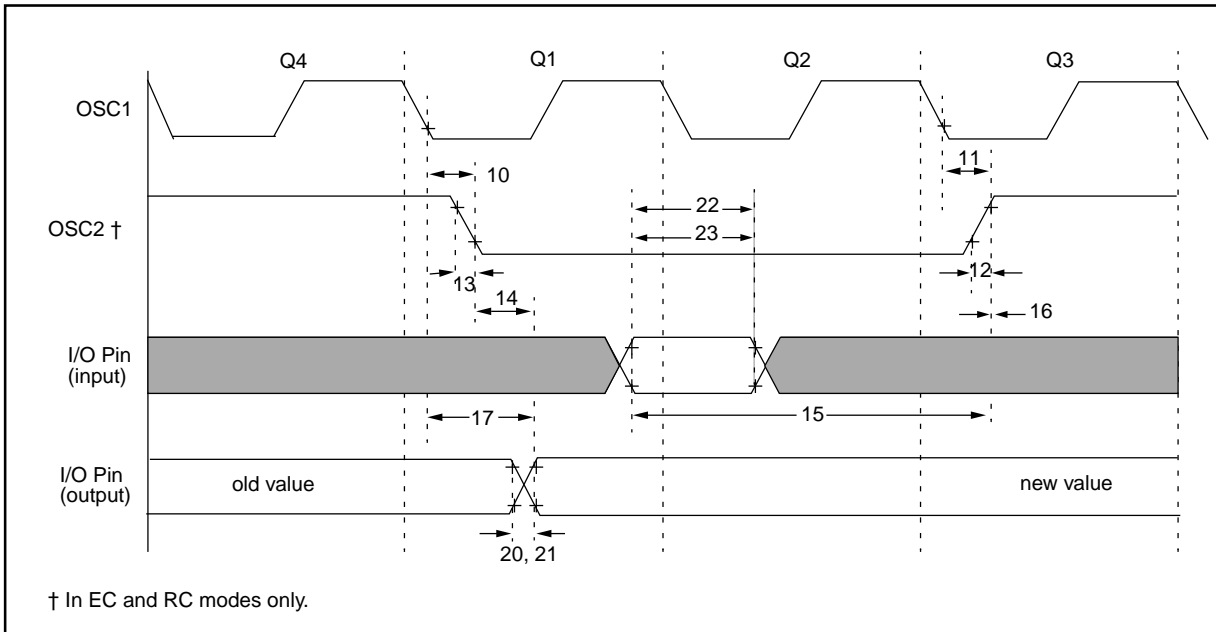 Q4 Q1 Q2 Q3
OSC1
11
10
22
OSC2 †
23
13
12
14
16
I/O Pin
(input)
15
17
I/O Pin
(output)
old value
new value
20, 21
† In EC and RC modes only.